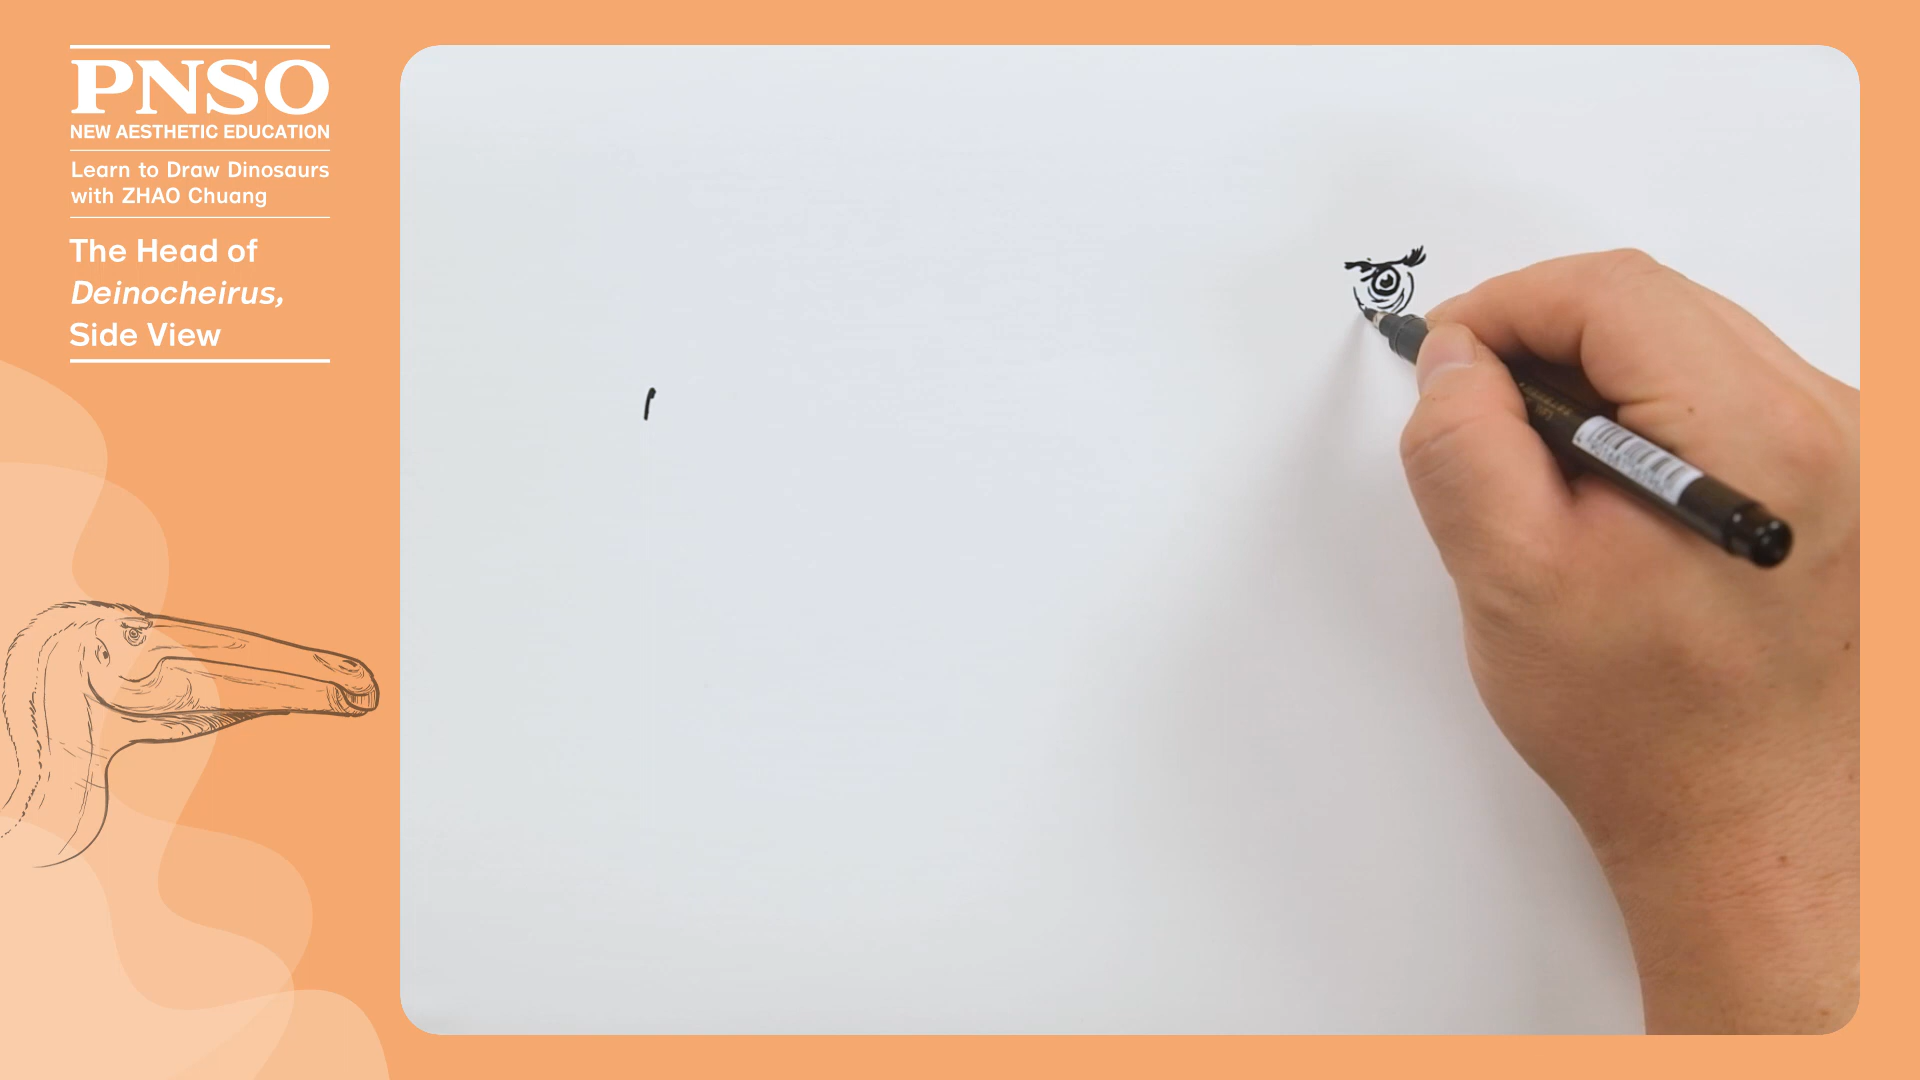 PNSO
NEW AESTHETIC EDUCATION
Learn to Draw Dinosaurs
with ZHAO Chuang
The Head of
Deinocheirus,
Side View